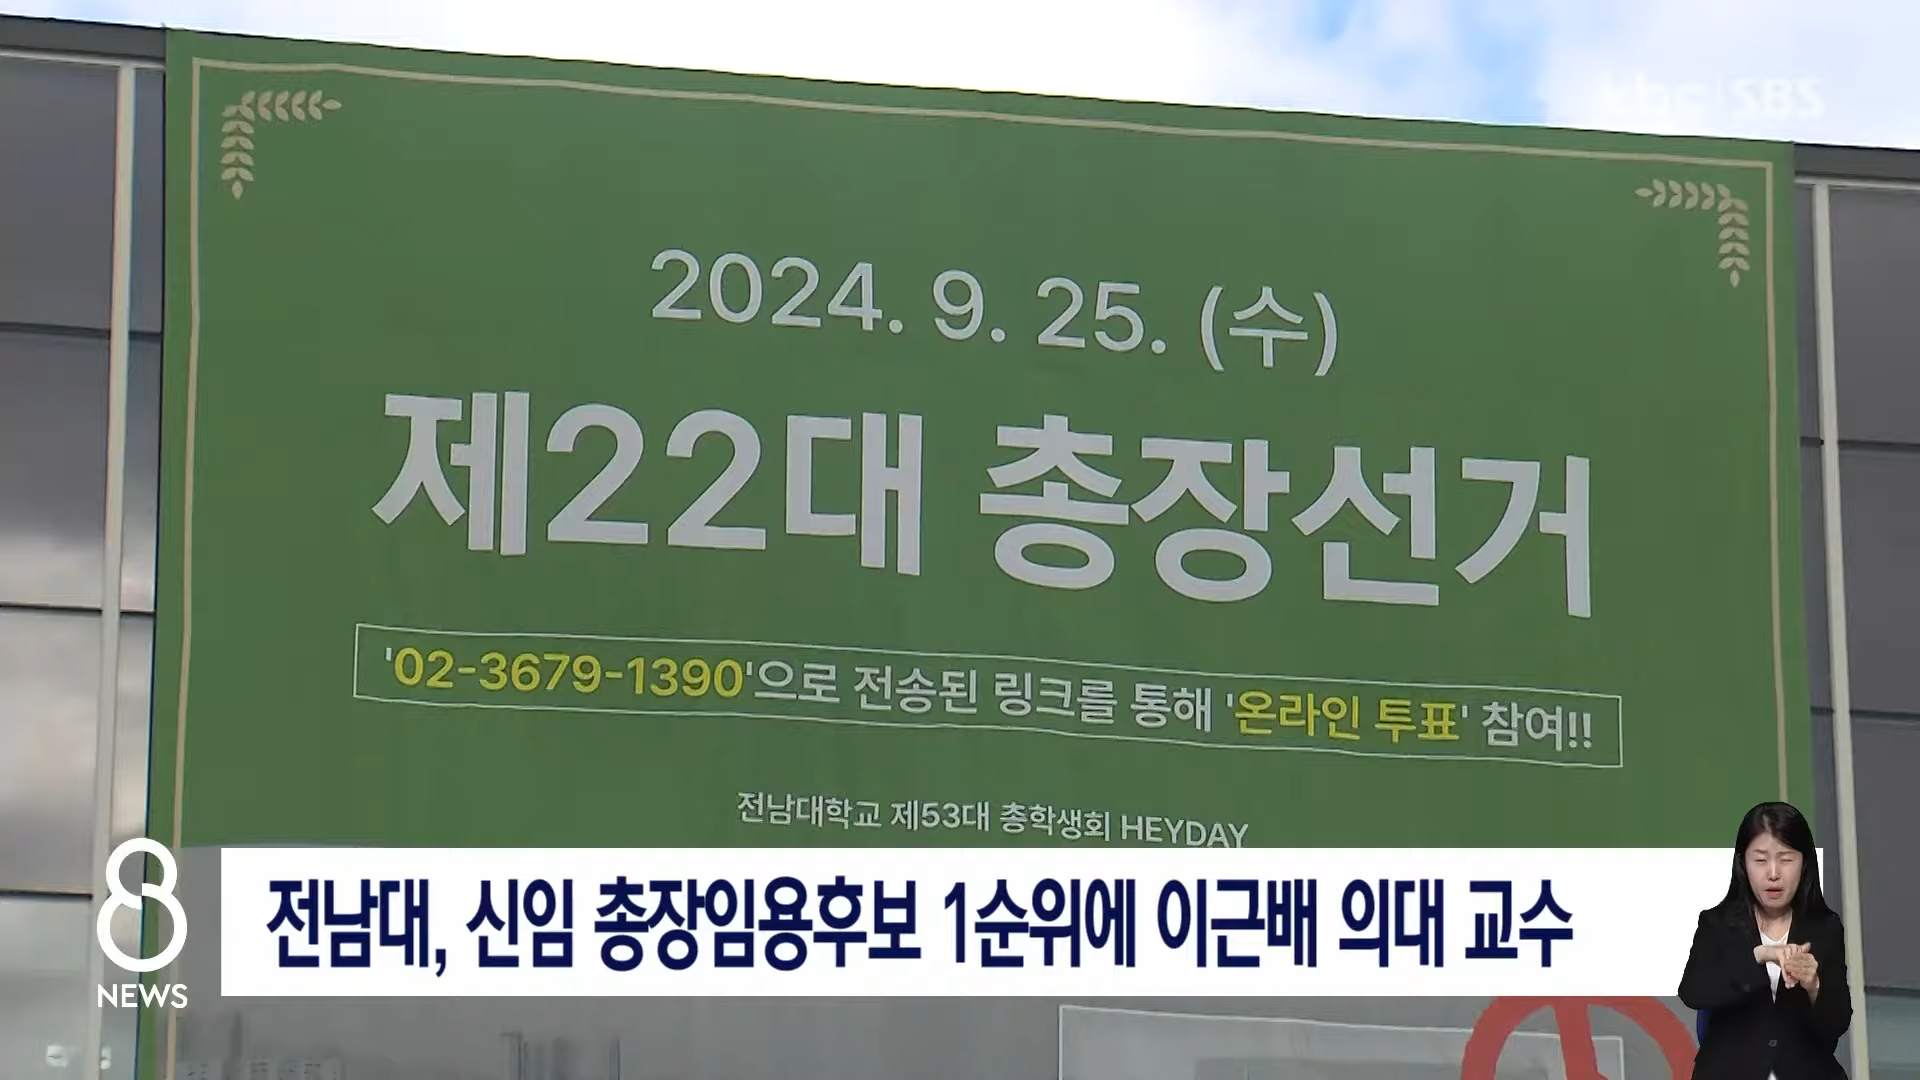 kbc | SBS
2024. 9. 25. (수)
제22대 총장선거
'02-3679-1390'으로 전송된 링크를 통해 '온라인 투표' 참여!!
전남대학교 제53대 총학생회 HEYDAY
8
NEWS
전남대, 신임 총장임용후보 1순위에 이근배 의대 교수